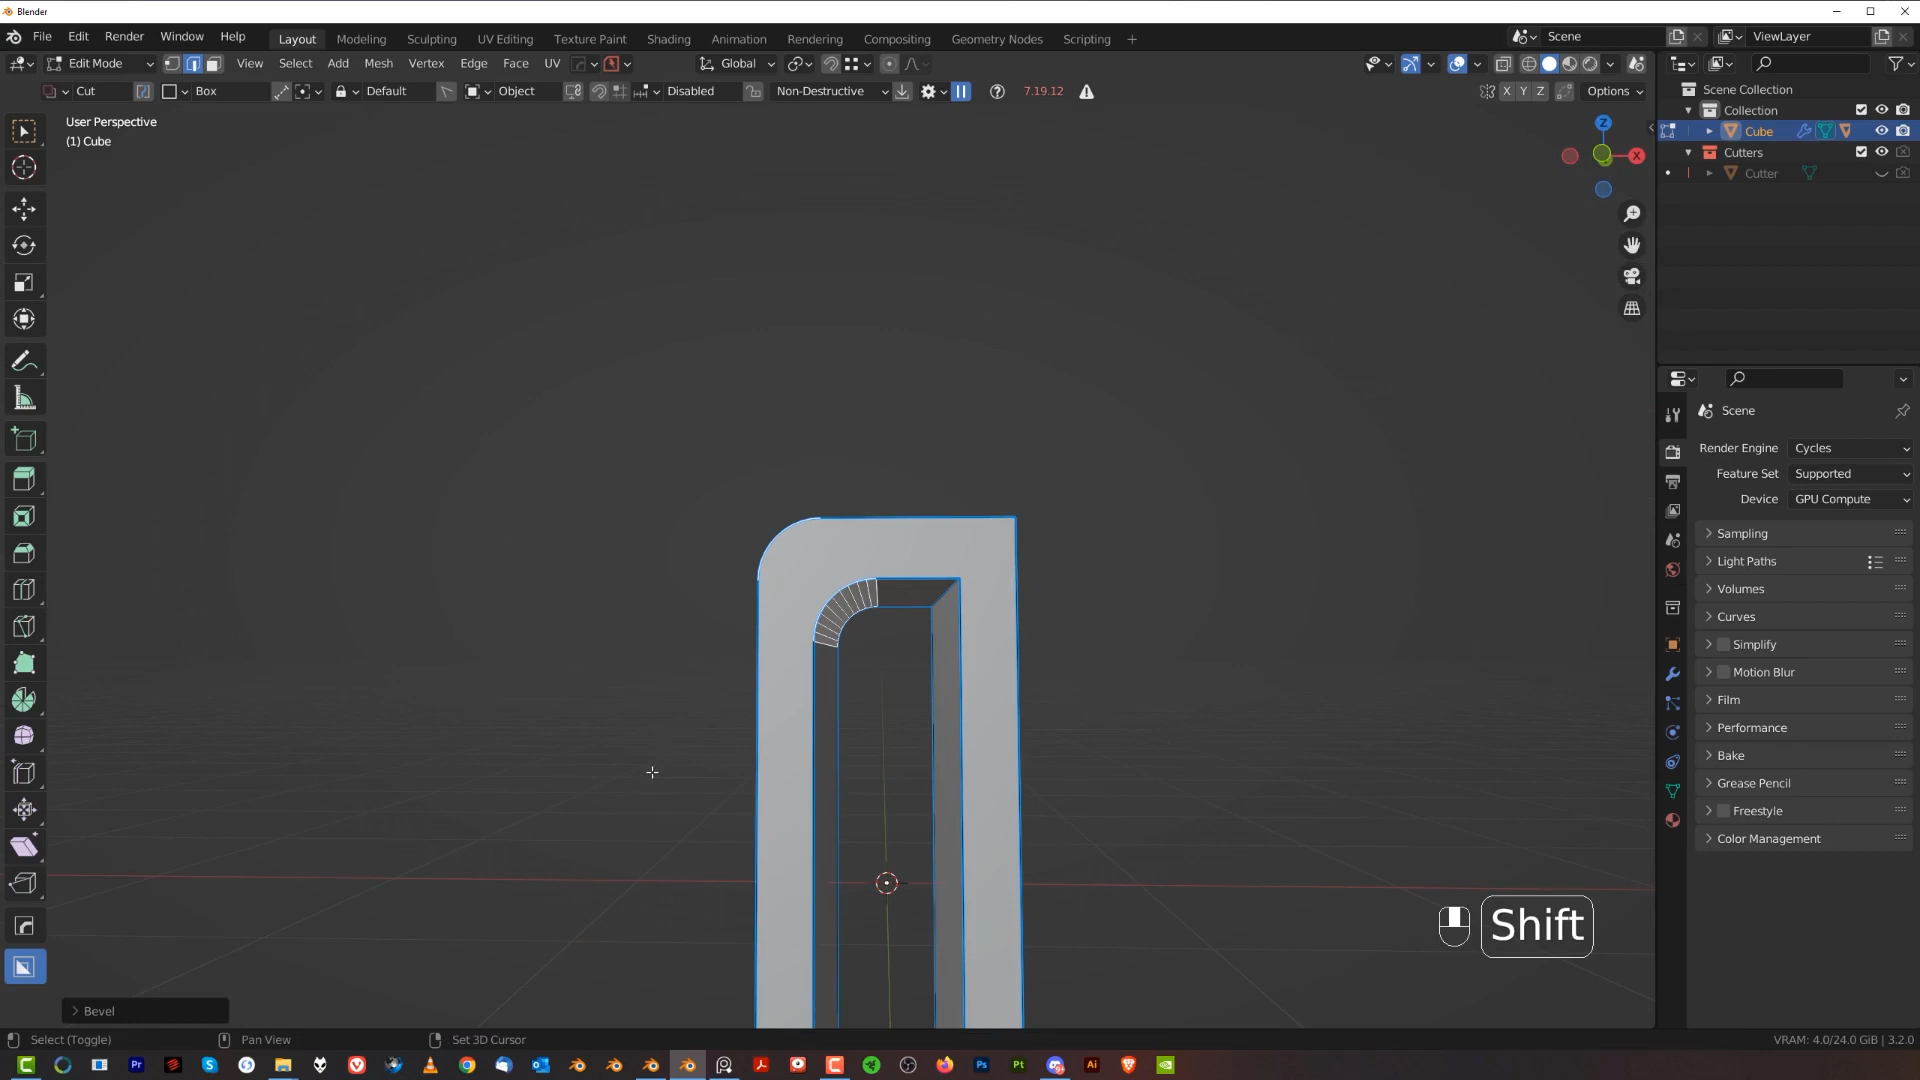 Blender
File Edit Render Window Help Layout Modeling Sculpting UV Editing Texture Paint Shading Animation Rendering Compositing Geometry Nodes Scripting + Scene ViewLayer
Edit Mode View Select Add Mesh Vertex Edge Face UV Global
Cut Box Default Object Disabled Non-Destructive 7.19.12 X Y Z Options
User Perspective
(1) Cube
Z
X
Scene Collection
Collection
Cube
Cutters
Cutter
Scene
Render Engine Cycles
Feature Set Supported
Device GPU Compute
Sampling
Light Paths
Volumes
Curves
Simplify
Motion Blur
Film
Performance
Bake
Grease Pencil
Freestyle
Color Management
Shift
Bevel
Select (Toggle) Pan View Set 3D Cursor VRAM: 4.0/24.0 GiB | 3.2.0
Pr S Ps Pt Ai